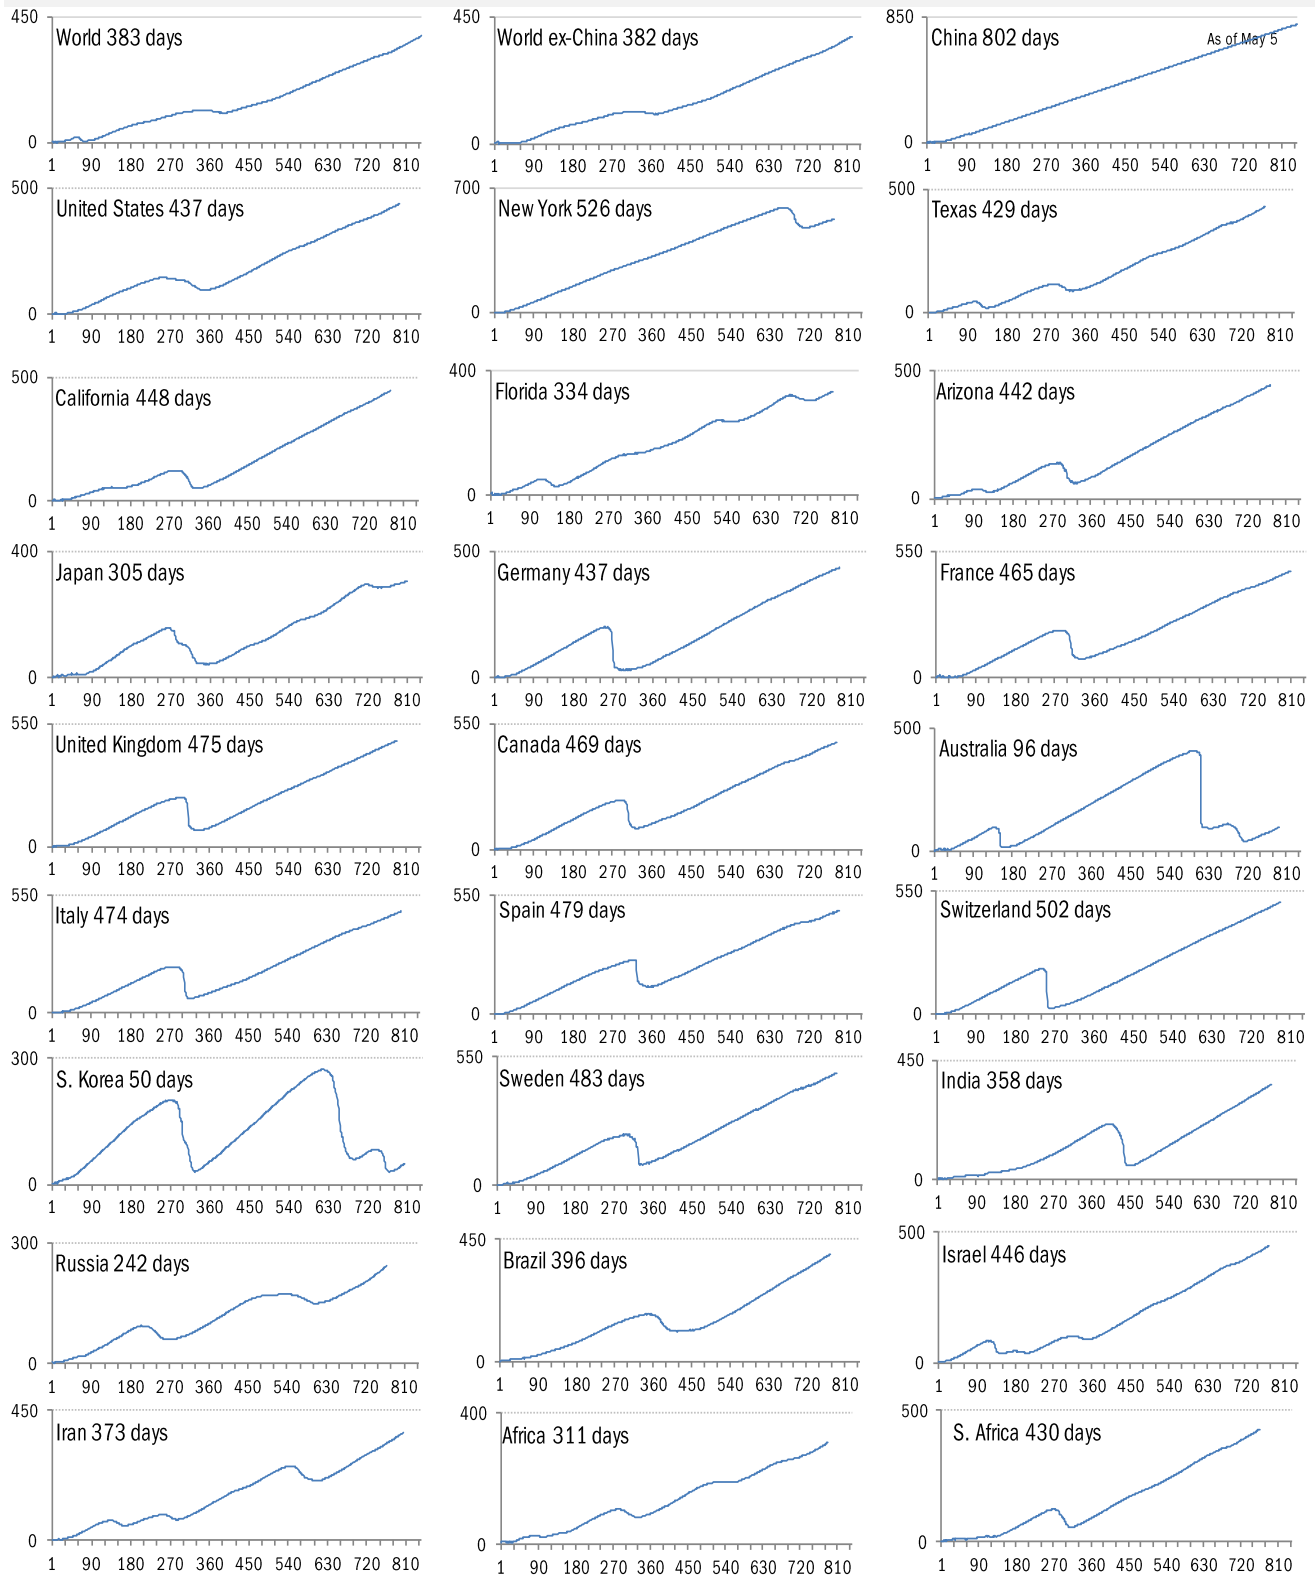 450
World 383 days
0
1 90 180 270 360 450 540 630 720 810
450
World ex-China 382 days
0
1 90 180 270 360 450 540 630 720 810
850
China 802 days
As of May 5
0
1 90 180 270 360 450 540 630 720 810
500
United States 437 days
0
1 90 180 270 360 450 540 630 720 810
700
New York 526 days
0
1 90 180 270 360 450 540 630 720 810
500
Texas 429 days
0
1 90 180 270 360 450 540 630 720 810
500
California 448 days
0
1 90 180 270 360 450 540 630 720 810
400
Florida 334 days
0
1 90 180 270 360 450 540 630 720 810
500
Arizona 442 days
0
1 90 180 270 360 450 540 630 720 810
400
Japan 305 days
0
1 90 180 270 360 450 540 630 720 810
500
Germany 437 days
0
1 90 180 270 360 450 540 630 720 810
550
France 465 days
0
1 90 180 270 360 450 540 630 720 810
550
United Kingdom 475 days
0
1 90 180 270 360 450 540 630 720 810
550
Canada 469 days
0
1 90 180 270 360 450 540 630 720 810
500
Australia 96 days
0
1 90 180 270 360 450 540 630 720 810
550
Italy 474 days
0
1 90 180 270 360 450 540 630 720 810
550
Spain 479 days
0
1 90 180 270 360 450 540 630 720 810
550
Switzerland 502 days
0
1 90 180 270 360 450 540 630 720 810
300
S. Korea 50 days
0
1 90 180 270 360 450 540 630 720 810
550
Sweden 483 days
0
1 90 180 270 360 450 540 630 720 810
450
India 358 days
0
1 90 180 270 360 450 540 630 720 810
300
Russia 242 days
0
1 90 180 270 360 450 540 630 720 810
450
Brazil 396 days
0
1 90 180 270 360 450 540 630 720 810
500
Israel 446 days
0
1 90 180 270 360 450 540 630 720 810
450
Iran 373 days
0
1 90 180 270 360 450 540 630 720 810
400
Africa 311 days
0
1 90 180 270 360 450 540 630 720 810
500
S. Africa 430 days
0
1 90 180 270 360 450 540 630 720 810